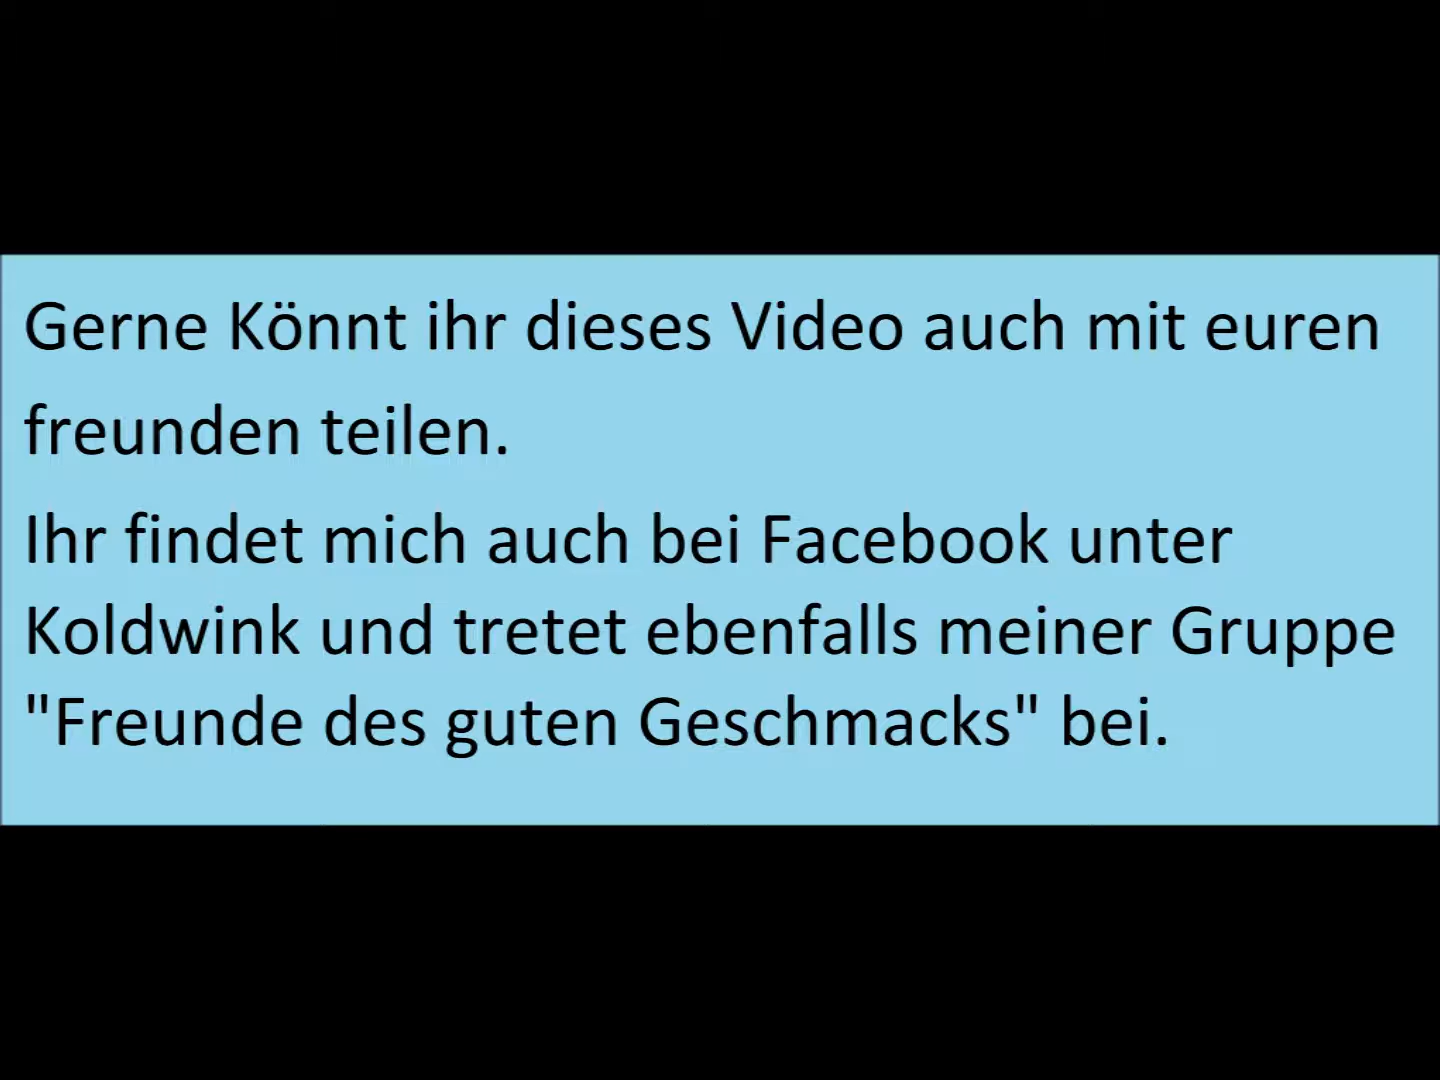 Gerne Könnt ihr dieses Video auch mit euren
freunden teilen.
Ihr findet mich auch bei Facebook unter
Koldwink und tretet ebenfalls meiner Gruppe
"Freunde des guten Geschmacks" bei.